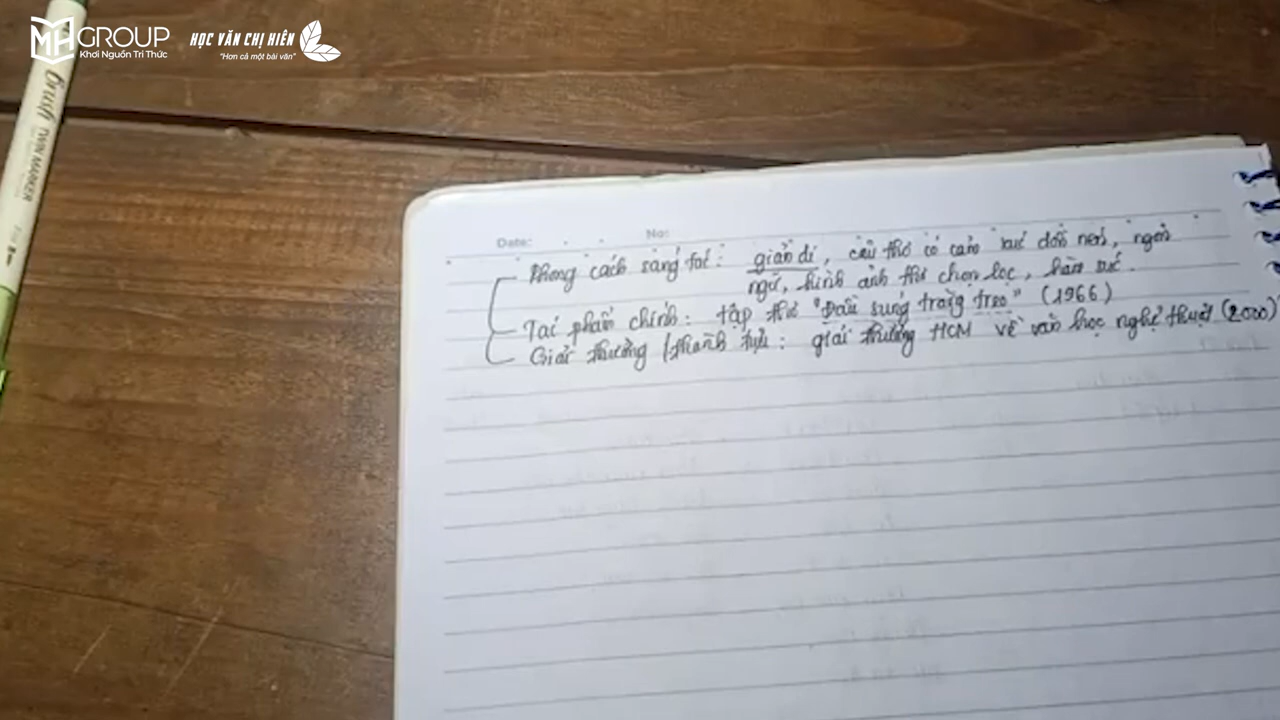 MH GROUP
Khơi Nguồn Tri Thức
HỌC VĂN CHỊ HIÊN
"Hơn cả một bài văn"
Brush TWIN MARKER
Date:
No:
Phong cách sáng tác: giản dị, câu thơ có cảm xúc dồn nén, ngôn
ngữ, hình ảnh thơ chọn lọc, hàm súc.
Tác phẩm chính: tập thơ "Đầu súng trăng treo" (1966)
Giải thưởng / thành tựu: giải thưởng HCM về văn học nghệ thuật (2000)